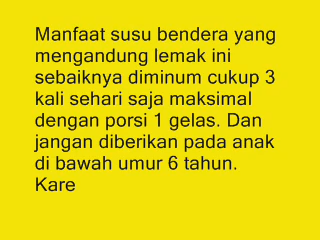 Manfaat susu bendera yang
mengandung lemak ini
sebaiknya diminum cukup 3
kali sehari saja maksimal
dengan porsi 1 gelas. Dan
jangan diberikan pada anak
di bawah umur 6 tahun.
Kare